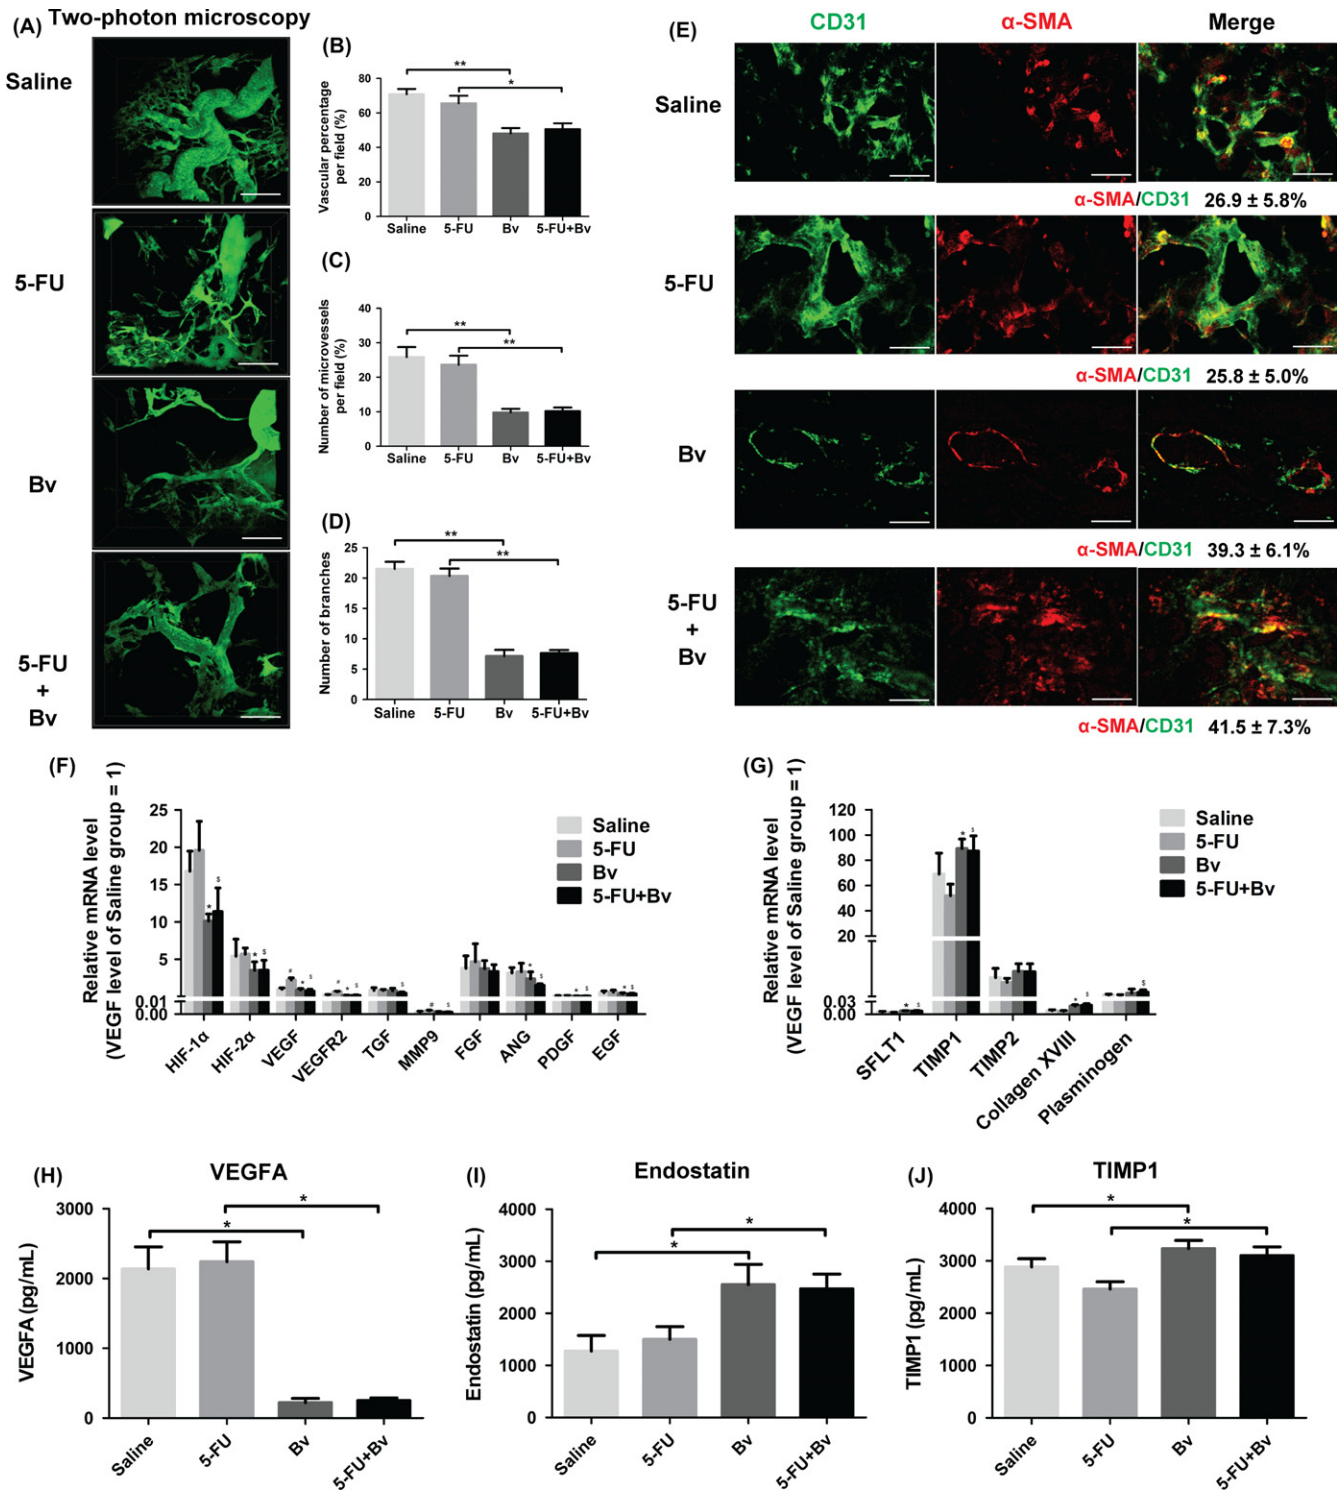 (A) Two-photon microscopy
Saline
5-FU
Bv
5-FU
+
Bv
(B)
Vascular percentage
per field (%)
80
60
40
20
0
Saline 5-FU Bv 5-FU+Bv
**
*
(C)
Number of microvessels
per field (%)
40
30
20
10
0
Saline 5-FU Bv 5-FU+Bv
**
**
(D)
Number of branches
25
20
15
10
5
0
Saline 5-FU Bv 5-FU+Bv
**
**
(E) CD31 α-SMA Merge
Saline
α-SMA/CD31 26.9 ± 5.8%
5-FU
α-SMA/CD31 25.8 ± 5.0%
Bv
α-SMA/CD31 39.3 ± 6.1%
5-FU
+
Bv
α-SMA/CD31 41.5 ± 7.3%
(F)
Relative mRNA level
(VEGF level of Saline group = 1)
25
20
15
10
5
0.01
0.00
* $
* $
# * $
# * $
$
# $
* $
* $
* $
HIF-1α HIF-2α VEGF VEGFR2 TGF MMP9 FGF ANG PDGF EGF
Saline
5-FU
Bv
5-FU+Bv
(G)
Relative mRNA level
(VEGF level of Saline group = 1)
120
100
80
60
40
20
0.03
0.00
* $
* $
* $
$
SFLT1 TIMP1 TIMP2 Collagen XVIII Plasminogen
Saline
5-FU
Bv
5-FU+Bv
(H) VEGFA
VEGFA (pg/mL)
3000
2000
1000
0
*
*
Saline 5-FU Bv 5-FU+Bv
(I) Endostatin
Endostatin (pg/mL)
4000
3000
2000
1000
0
*
*
Saline 5-FU Bv 5-FU+Bv
(J) TIMP1
TIMP1 (pg/mL)
4000
3000
2000
1000
0
*
*
Saline 5-FU Bv 5-FU+Bv